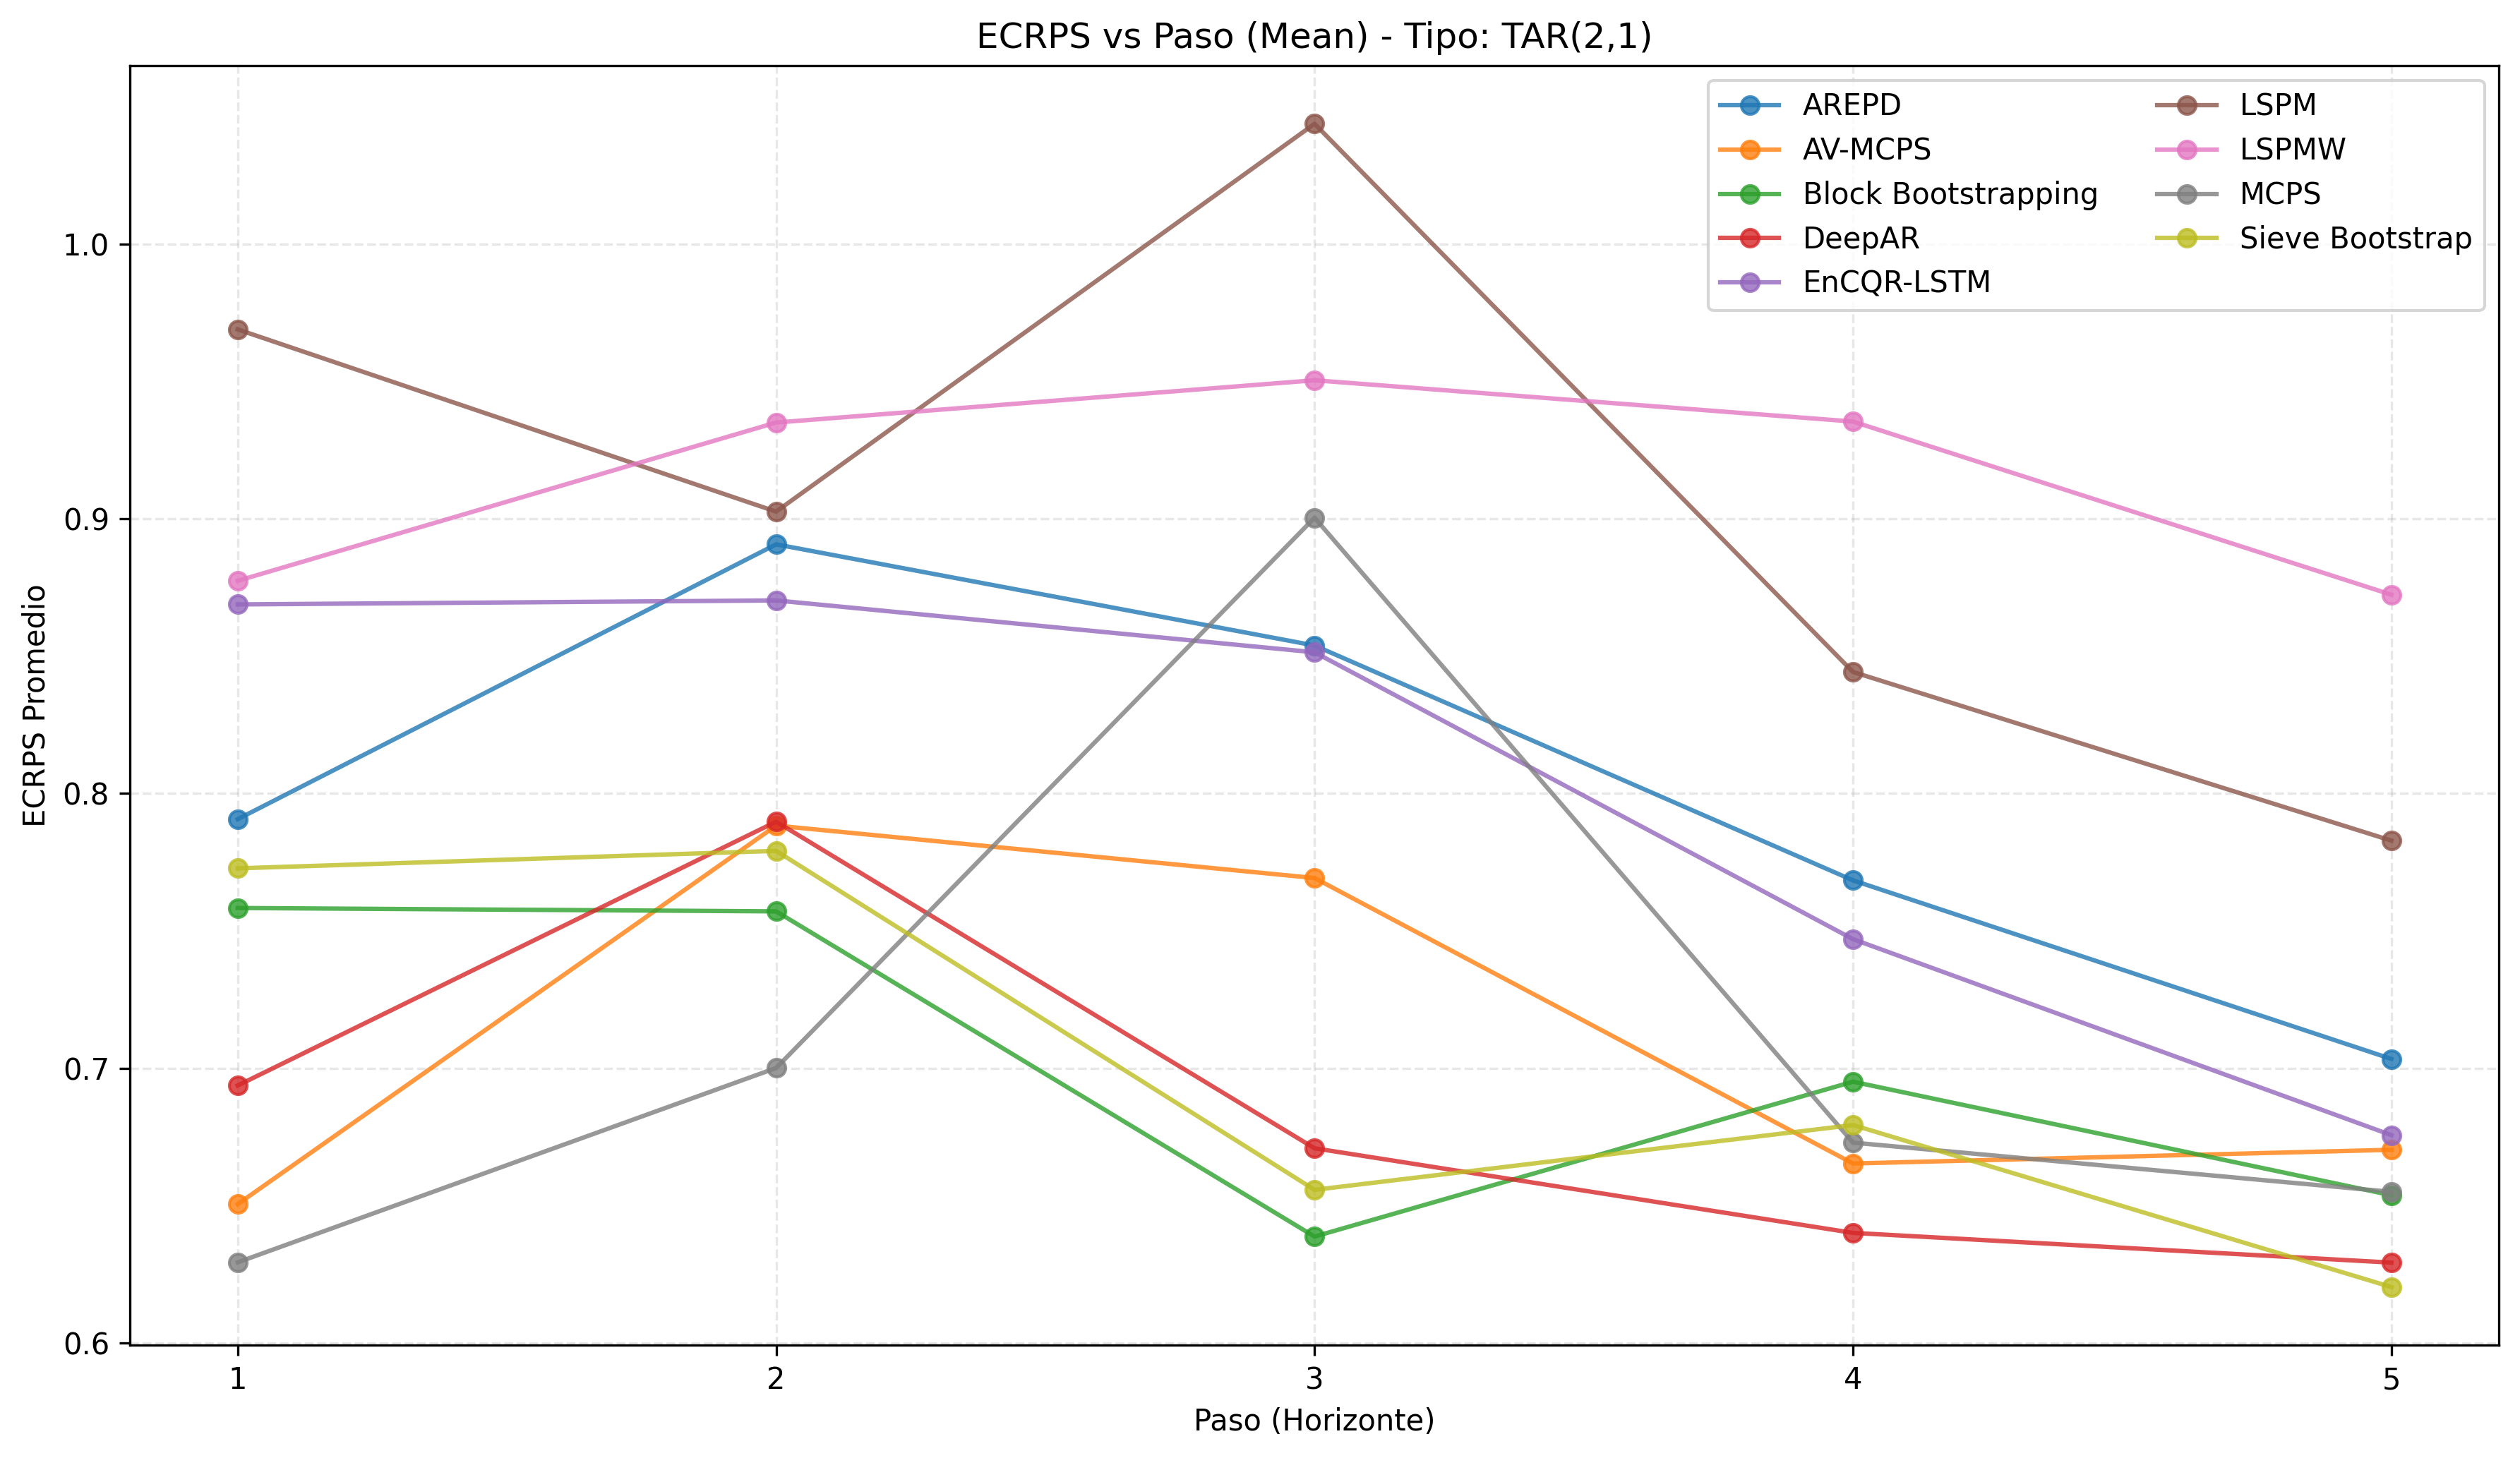 ECRPS vs Paso (Mean) - Tipo: TAR(2,1)
AREPD
AV-MCPS
Block Bootstrapping
DeepAR
EnCQR-LSTM
LSPM
LSPMW
MCPS
Sieve Bootstrap
ECRPS Promedio
1.0
0.9
0.8
0.7
0.6
1 2 3 4 5
Paso (Horizonte)